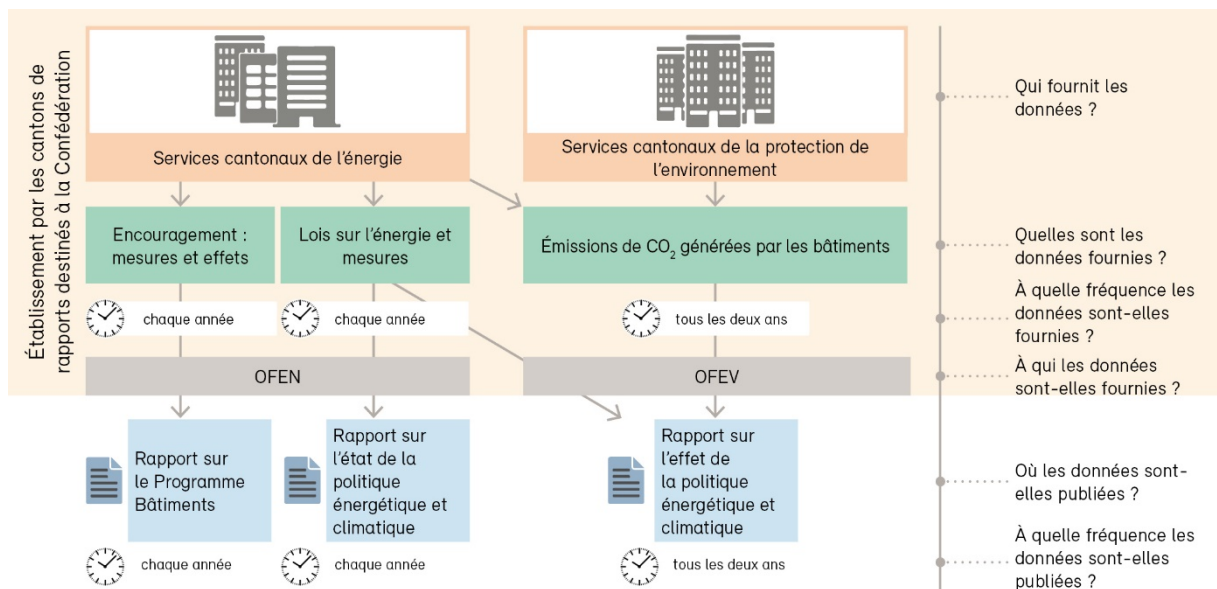 Établissement par les cantons de
rapports destinés à la Confédération
Services cantonaux de l'énergie
Services cantonaux de la protection de
l'environnement
Qui fournit les
données ?
Encouragement :
mesures et effets
Lois sur l'énergie et
mesures
Émissions de CO₂ générées par les bâtiments
Quelles sont les
données fournies ?
chaque année
chaque année
tous les deux ans
À quelle fréquence les
données sont-elles
fournies ?
OFEN
OFEV
À qui les données
sont-elles fournies ?
Rapport sur
le Programme
Bâtiments
Rapport sur
l'état de la
politique
énergétique et
climatique
Rapport sur
l'effet de
la politique
énergétique et
climatique
Où les données sont-
elles publiées ?
chaque année
chaque année
tous les deux ans
À quelle fréquence les
données sont-elles
publiées ?